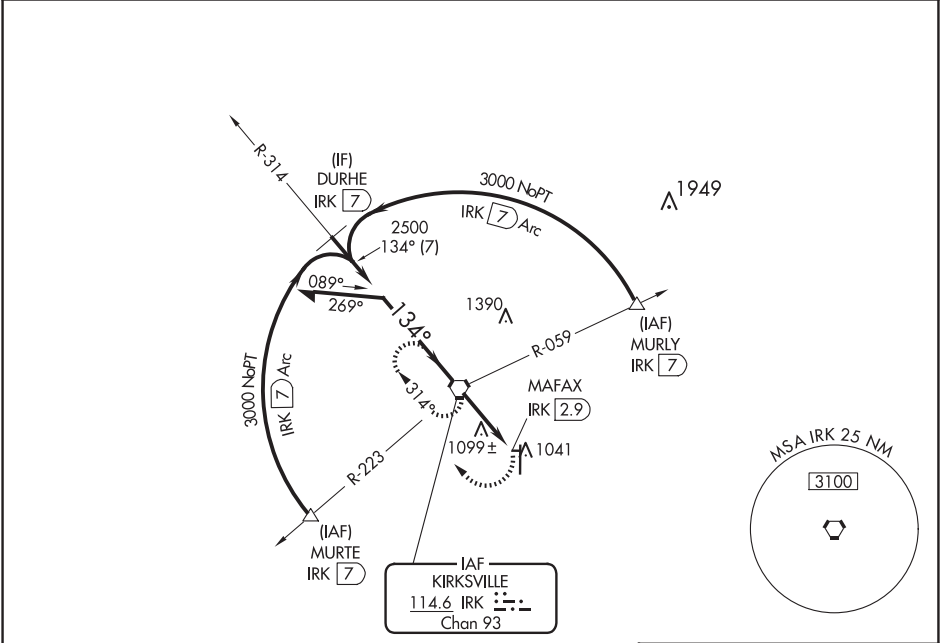 R-314
(IF)
DURHE
IRK 7
3000 NoPT
IRK 7 Arc
1949
2500
134° (7)
089°
269°
134°
1390
R-059
(IAF)
MURLY
IRK 7
3000 NoPT
IRK 7 Arc
314°
MAFAX
IRK 2.9
1099±
1041
R-223
(IAF)
MURTE
IRK 7
IAF
KIRKSVILLE
114.6 IRK
Chan 93
MSA IRK 25 NM
3100